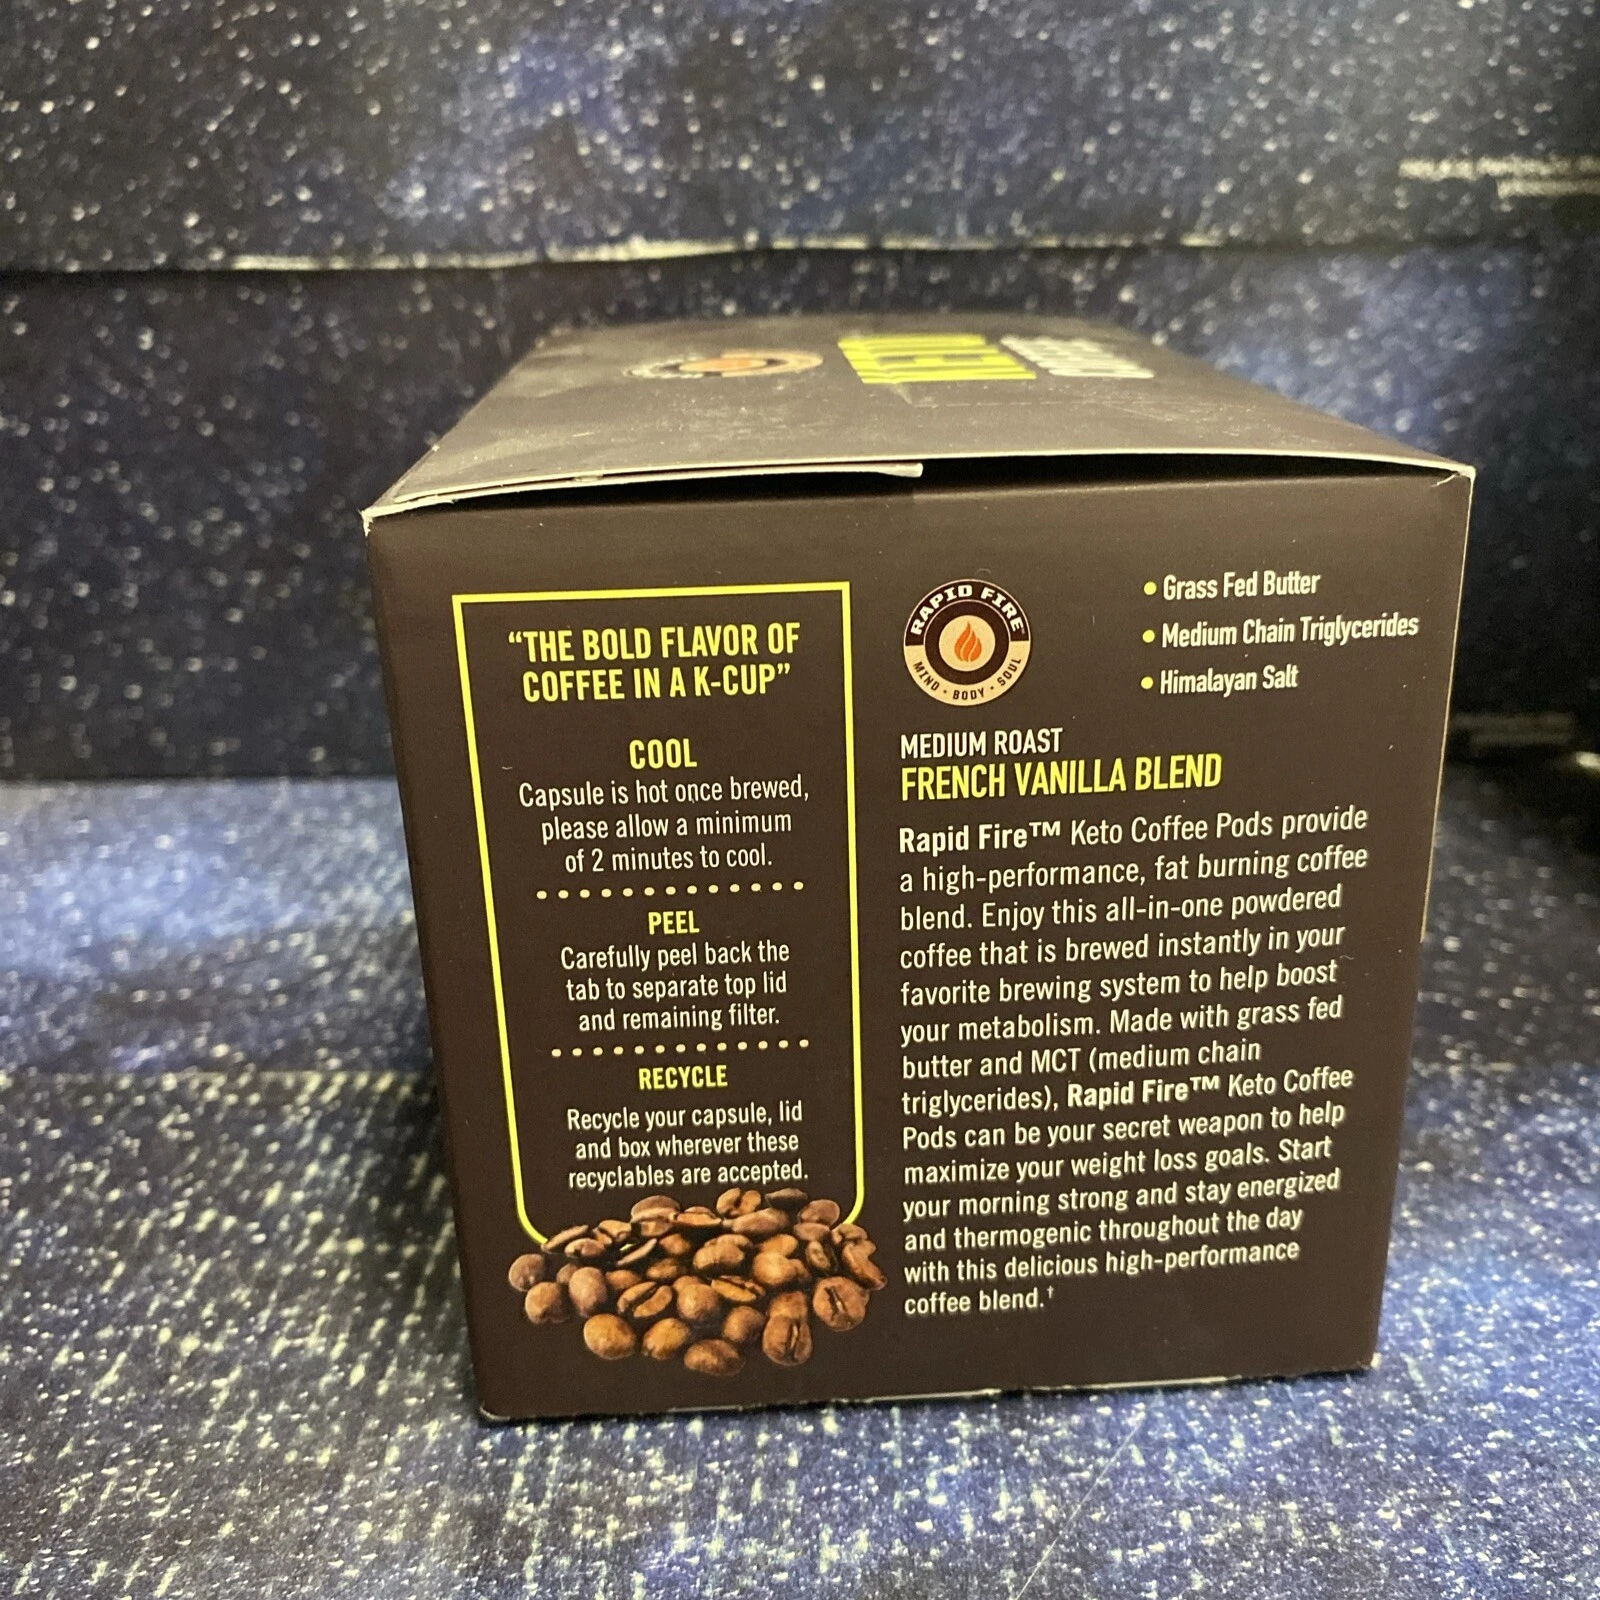 KETO
COFFEE
"THE BOLD FLAVOR OF
COFFEE IN A K-CUP"
COOL
Capsule is hot once brewed,
please allow a minimum
of 2 minutes to cool.
PEEL
Carefully peel back the
tab to separate top lid
and remaining filter.
RECYCLE
Recycle your capsule, lid
and box wherever these
recyclables are accepted.
RAPID FIRE™
MIND • BODY • SOUL
• Grass Fed Butter
• Medium Chain Triglycerides
• Himalayan Salt
MEDIUM ROAST
FRENCH VANILLA BLEND
Rapid Fire™ Keto Coffee Pods provide
a high-performance, fat burning coffee
blend. Enjoy this all-in-one powdered
coffee that is brewed instantly in your
favorite brewing system to help boost
your metabolism. Made with grass fed
butter and MCT (medium chain
triglycerides), Rapid Fire™ Keto Coffee
Pods can be your secret weapon to help
maximize your weight loss goals. Start
your morning strong and stay energized
and thermogenic throughout the day
with this delicious high-performance
coffee blend.†